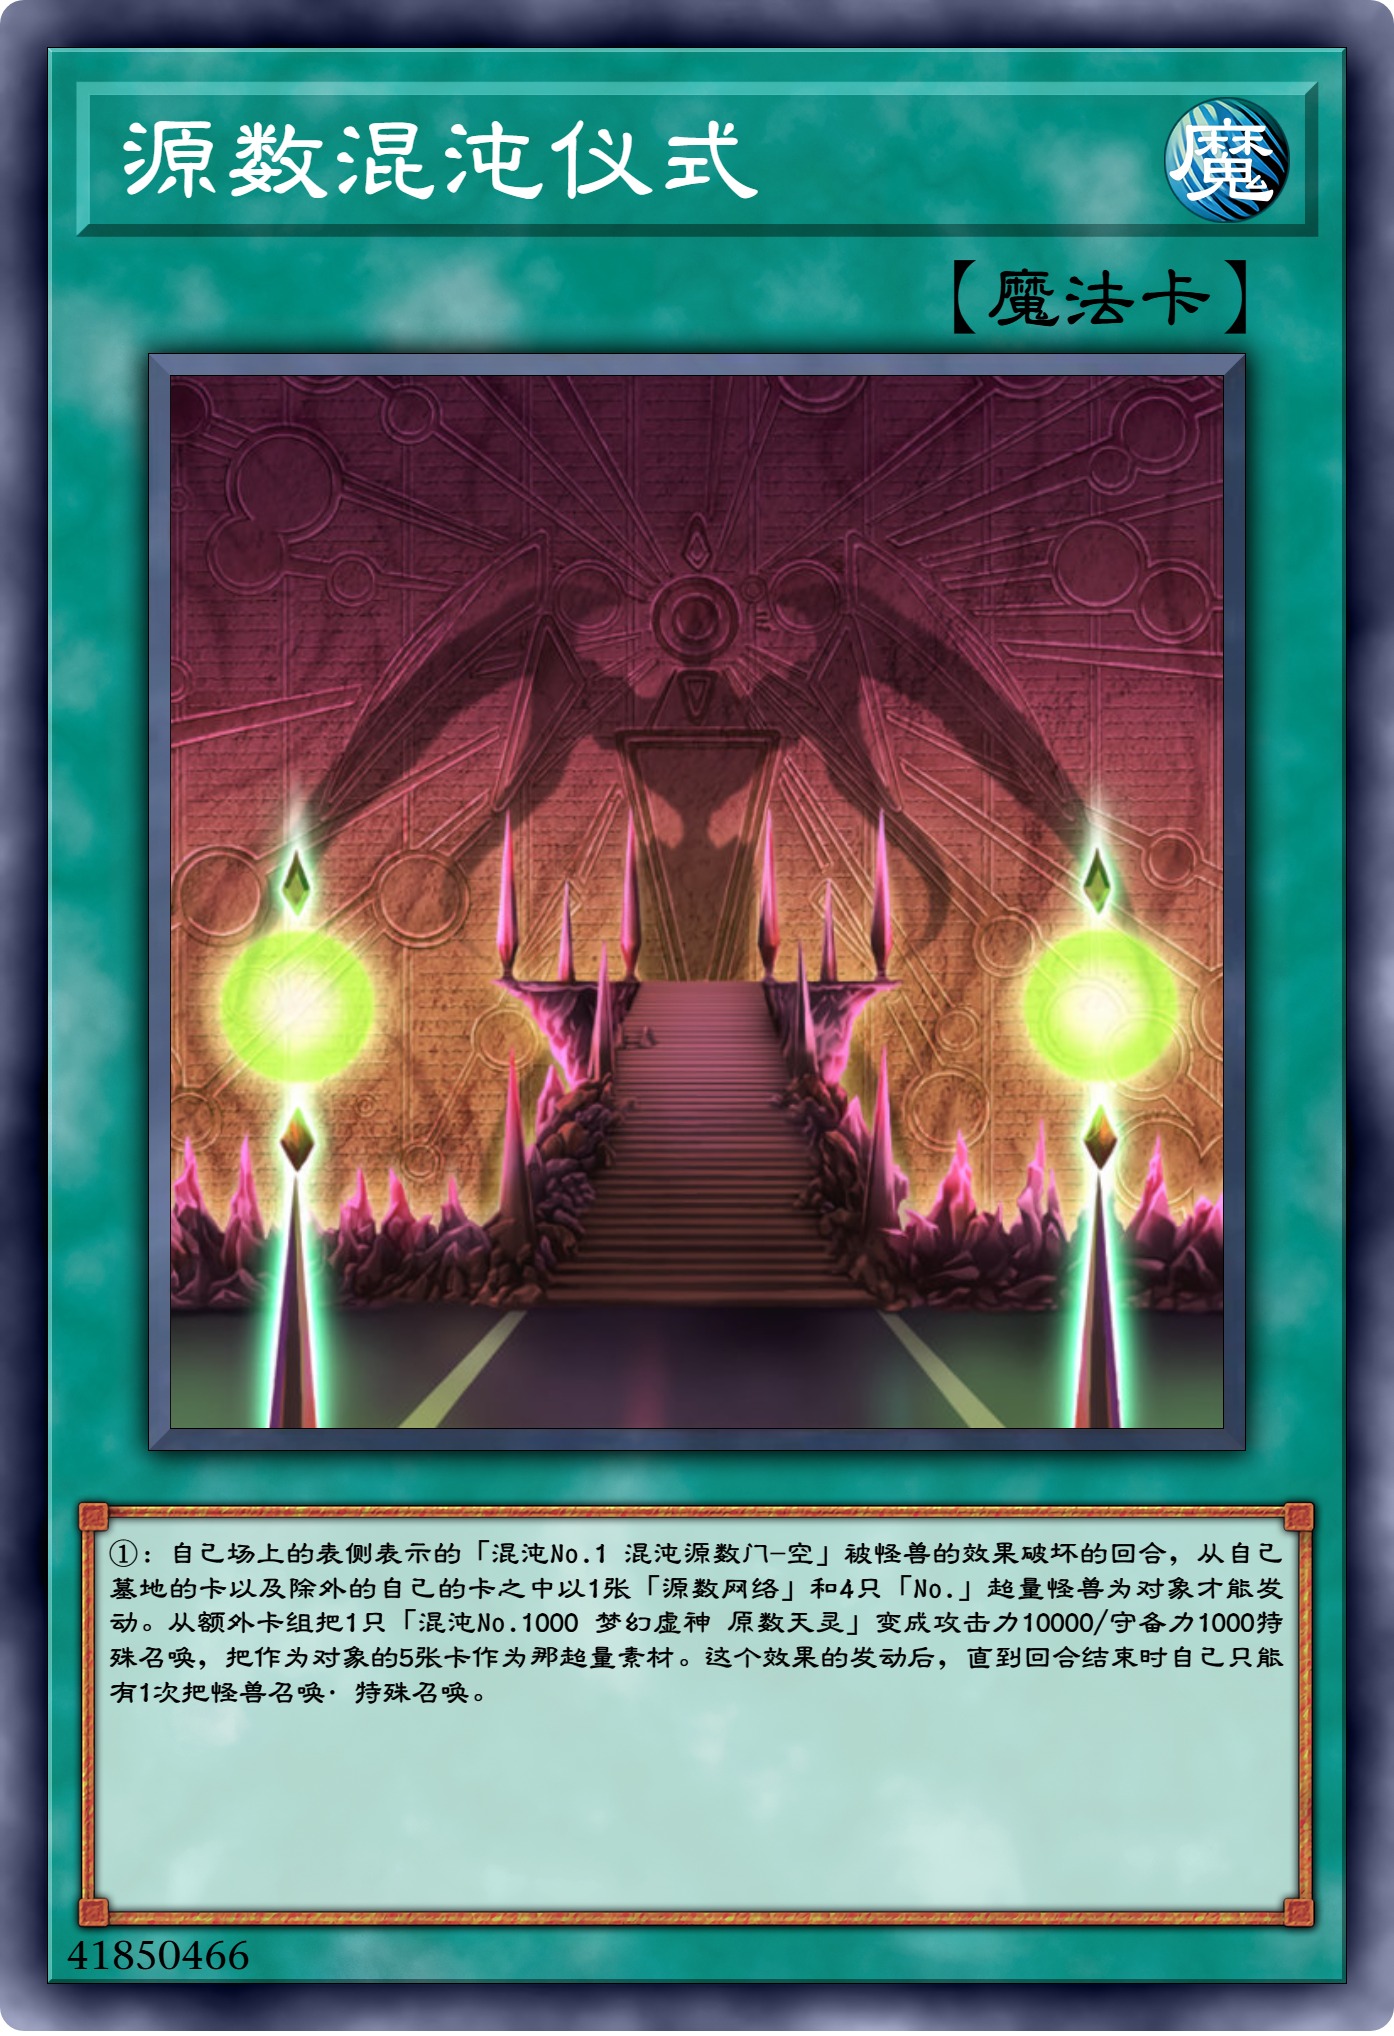 源数混沌仪式
魔
【魔法卡】
①：自己场上的表侧表示的「混沌No.1 混沌源数门-空」被怪兽的效果破坏的回合，从自己
墓地的卡以及除外的自己的卡之中以1张「源数网络」和4只「No.」超量怪兽为对象才能发
动。从额外卡组把1只「混沌No.1000 梦幻虚神 原数天灵」变成攻击力10000/守备力1000特
殊召唤，把作为对象的5张卡作为那超量素材。这个效果的发动后，直到回合结束时自己只能
有1次把怪兽召唤·特殊召唤。
41850466